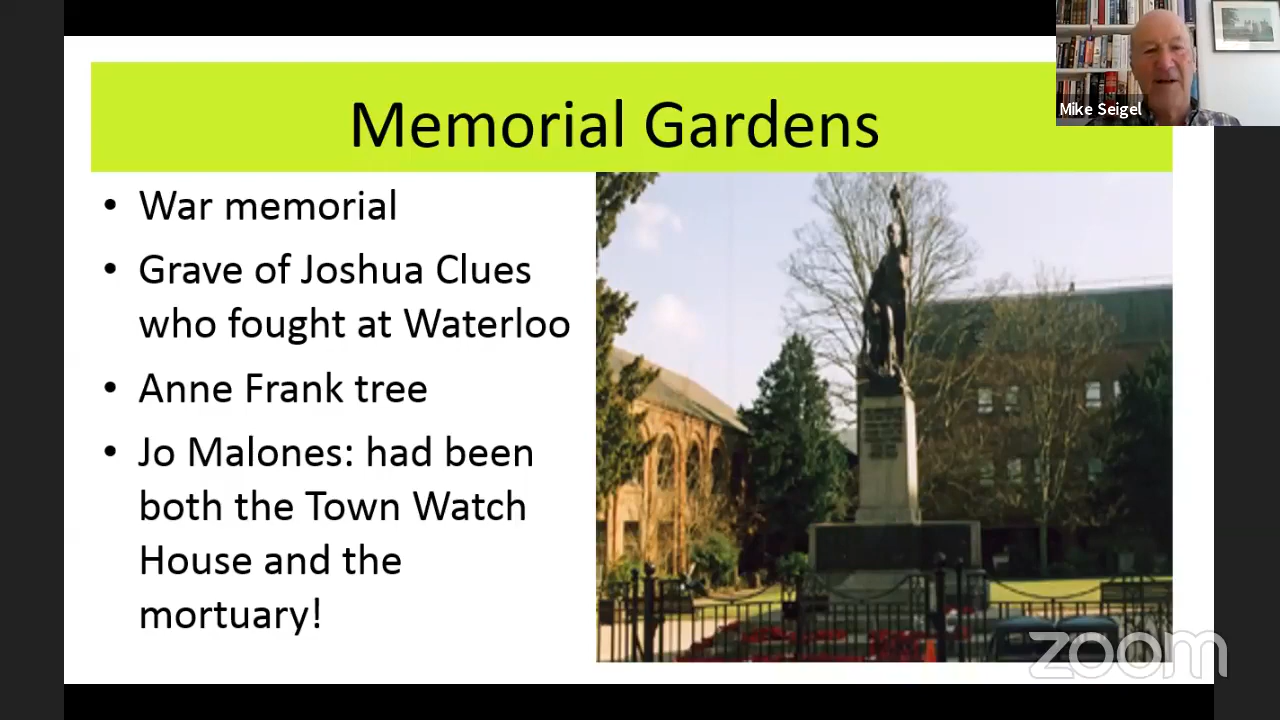 Memorial Gardens
Mike Seigel
• War memorial
• Grave of Joshua Clues
who fought at Waterloo
• Anne Frank tree
• Jo Malones: had been
both the Town Watch
House and the
mortuary!
zoom